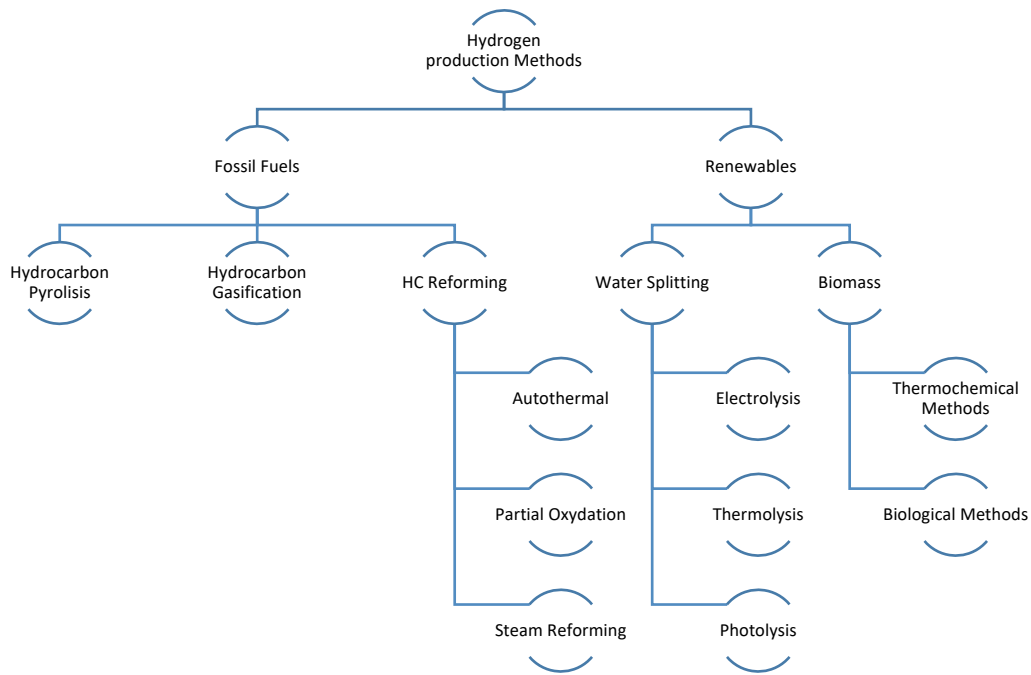 Hydrogen
production Methods
Fossil Fuels
Renewables
Hydrocarbon
Pyrolisis
Hydrocarbon
Gasification
HC Reforming
Water Splitting
Biomass
Autothermal
Electrolysis
Thermochemical
Methods
Partial Oxydation
Thermolysis
Biological Methods
Steam Reforming
Photolysis